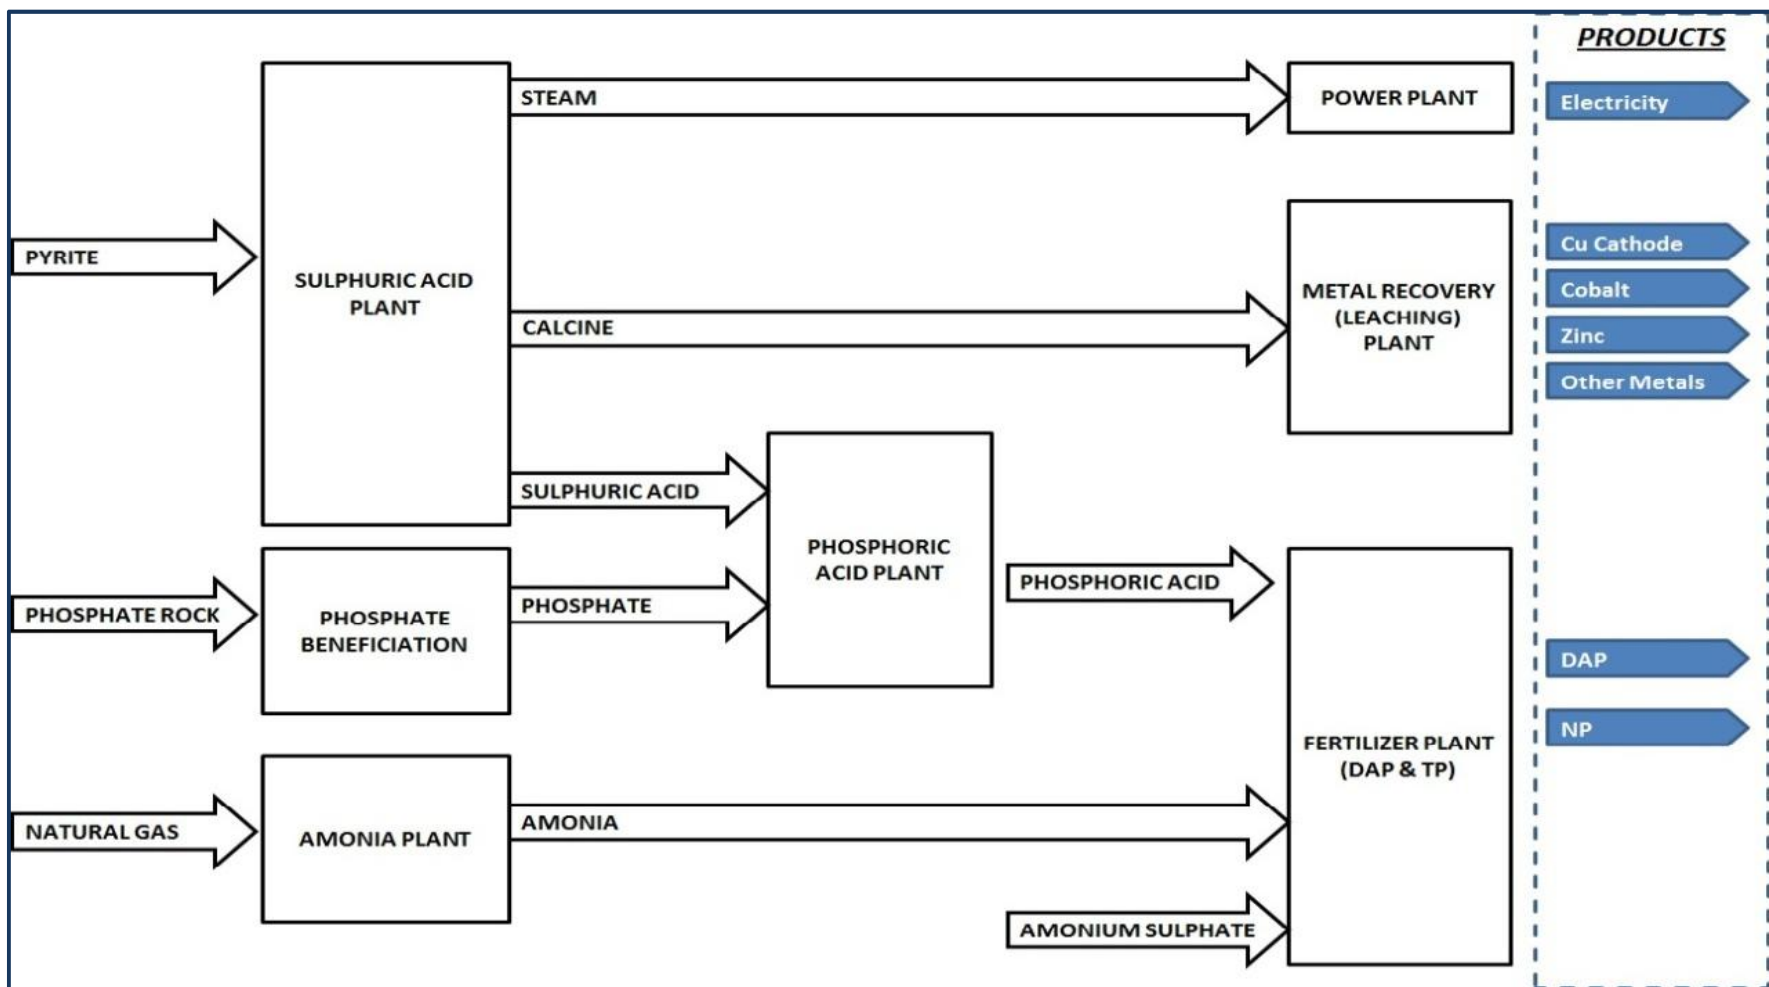 PRODUCTS
STEAM
POWER PLANT
Electricity
PYRITE
SULPHURIC ACID
PLANT
CALCINE
METAL RECOVERY
(LEACHING)
PLANT
Cu Cathode
Cobalt
Zinc
Other Metals
SULPHURIC ACID
PHOSPHORIC
ACID PLANT
PHOSPHATE ROCK
PHOSPHATE
BENEFICIATION
PHOSPHATE
PHOSPHORIC ACID
DAP
NP
FERTILIZER PLANT
(DAP & TP)
NATURAL GAS
AMONIA PLANT
AMONIA
AMONIUM SULPHATE